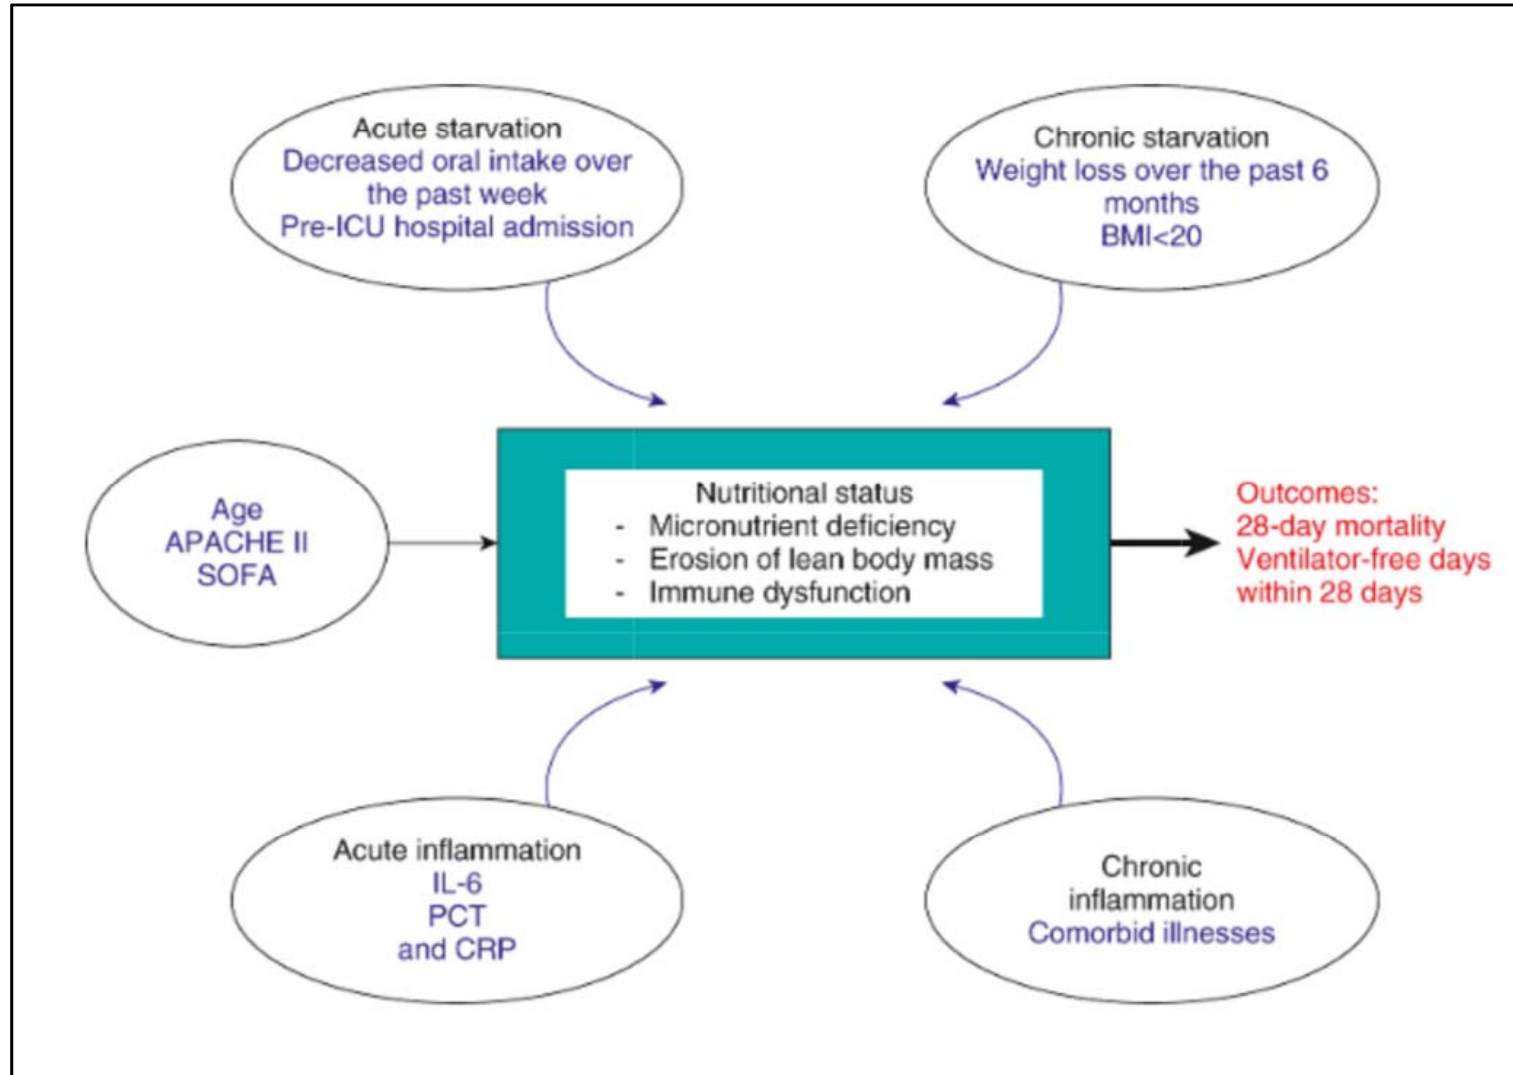 Acute starvation
Decreased oral intake over
the past week
Pre-ICU hospital admission
Chronic starvation
Weight loss over the past 6
months
BMI<20
Age
APACHE II
SOFA
Nutritional status
- Micronutrient deficiency
- Erosion of lean body mass
- Immune dysfunction
Outcomes:
28-day mortality
Ventilator-free days
within 28 days
Acute inflammation
IL-6
PCT
and CRP
Chronic
inflammation
Comorbid illnesses